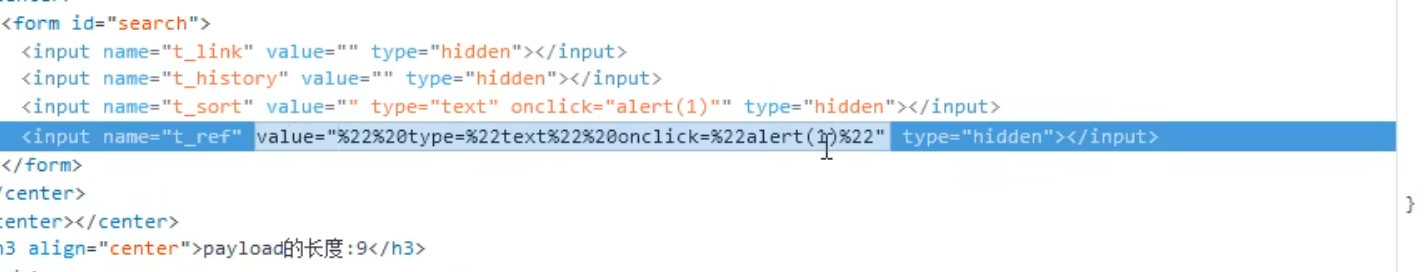 <form id="search">
<input name="t_link" value="" type="hidden"></input>
<input name="t_history" value="" type="hidden"></input>
<input name="t_sort" value="" type="text" onclick="alert(1)"" type="hidden"></input>
<input name="t_ref" value="%22%20type=%22text%22%20onclick=%22alert(1)%22" type="hidden"></input>
</form>
/center>
center></center>
}
h3 align="center">payload的长度:9</h3>